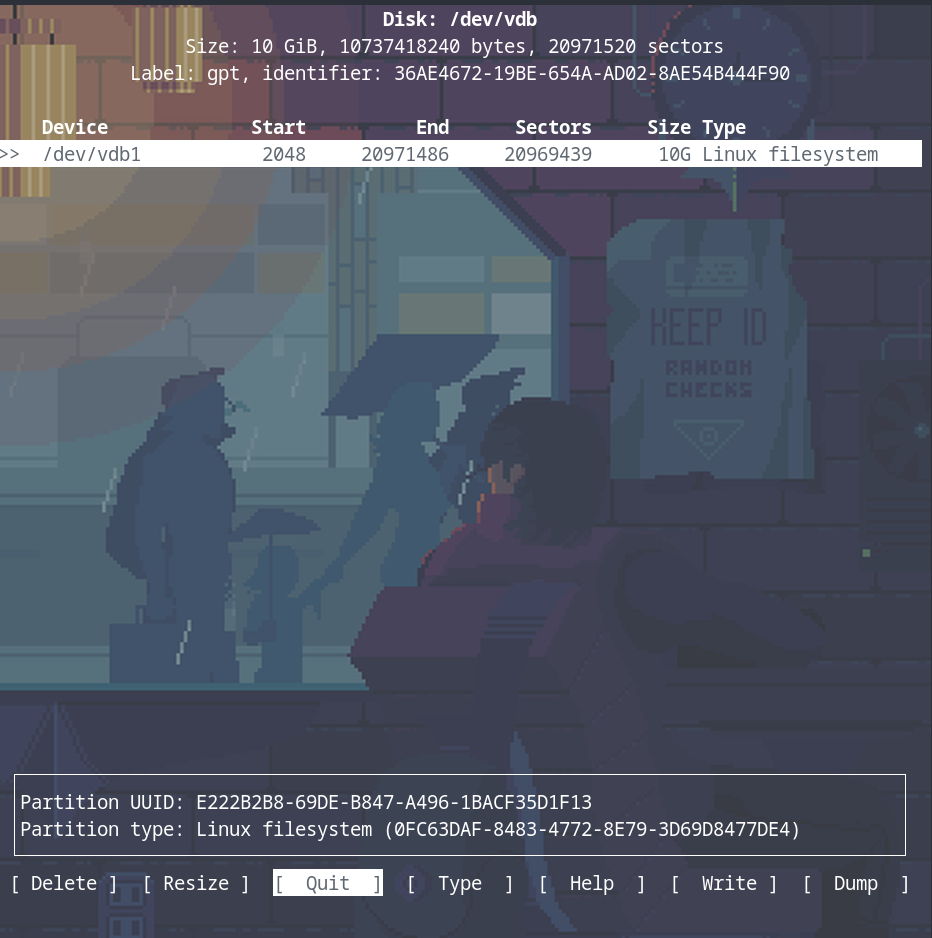 Disk: /dev/vdb
Size: 10 GiB, 10737418240 bytes, 20971520 sectors
Label: gpt, identifier: 36AE4672-19BE-654A-AD02-8AE54B444F90
Device Start End Sectors Size Type
>> /dev/vdb1 2048 20971486 20969439 10G Linux filesystem
KEEP ID
RANDOM
CHECKS
Partition UUID: E222B2B8-69DE-B847-A496-1BACF35D1F13
Partition type: Linux filesystem (0FC63DAF-8483-4772-8E79-3D69D8477DE4)
[ Delete ] [ Resize ] [ Quit ] [ Type ] [ Help ] [ Write ] [ Dump ]